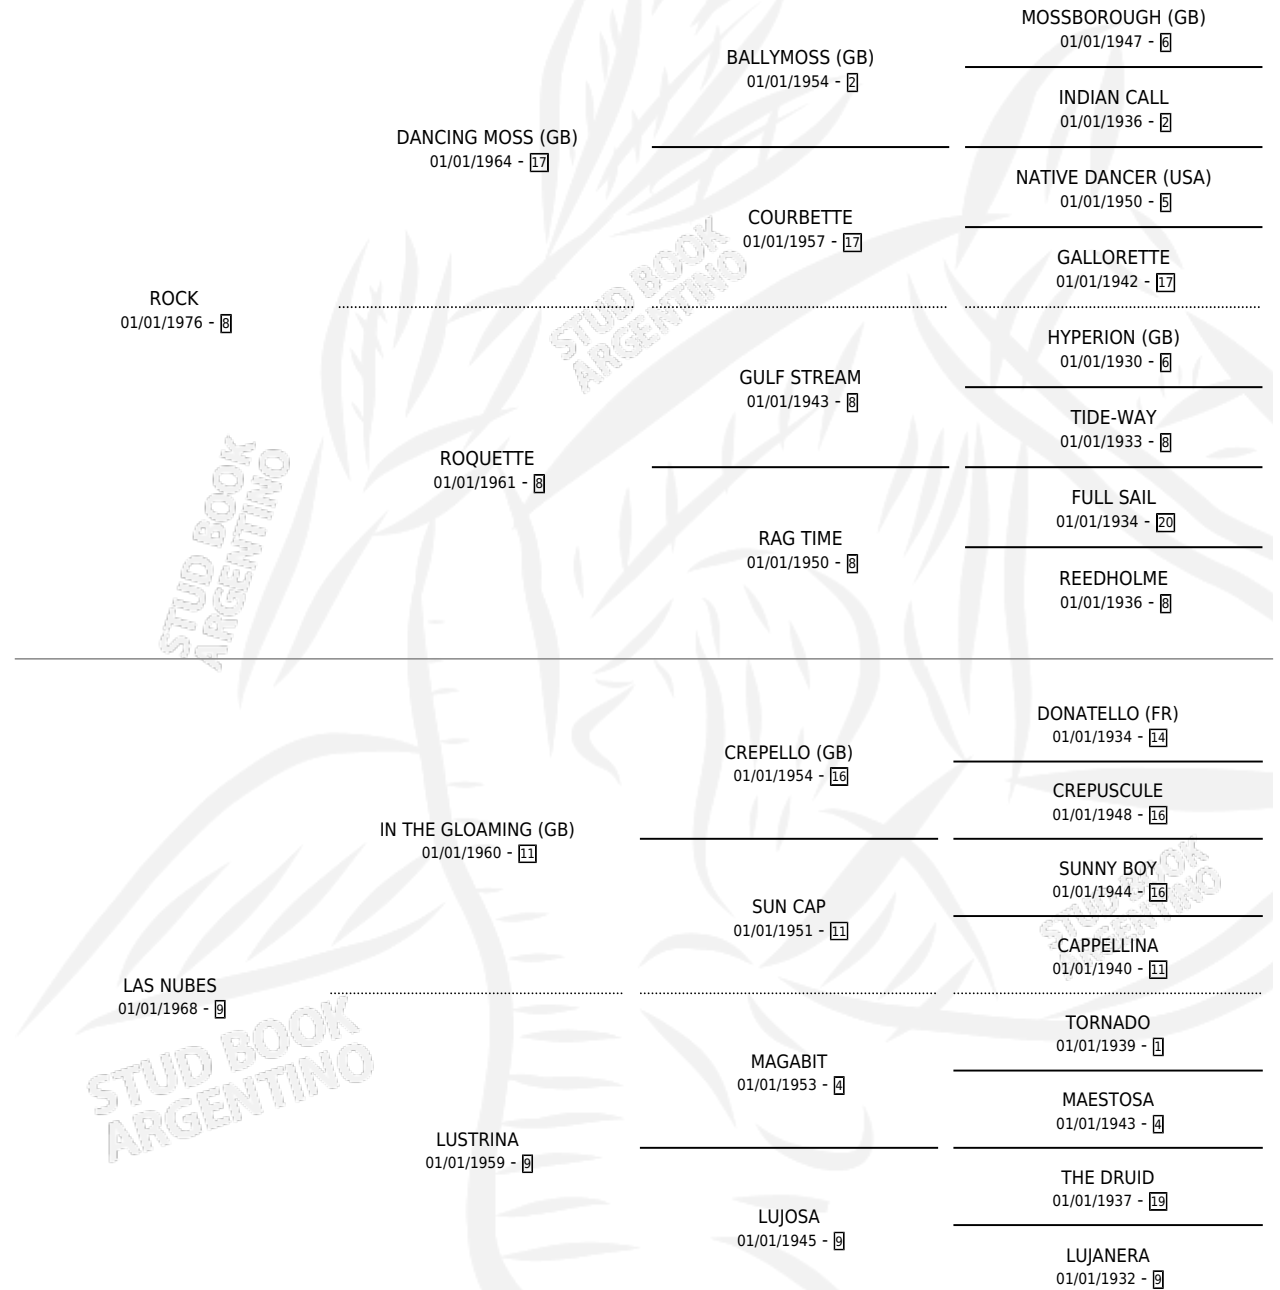 MOSSBOROUGH (GB)
01/01/1947 - 6
BALLYMOSS (GB)
01/01/1954 - 2
INDIAN CALL
01/01/1936 - 2
DANCING MOSS (GB)
01/01/1964 - 17
NATIVE DANCER (USA)
01/01/1950 - 5
COURBETTE
01/01/1957 - 17
GALLORETTE
01/01/1942 - 17
ROCK
01/01/1976 - 8
HYPERION (GB)
01/01/1930 - 6
GULF STREAM
01/01/1943 - 8
TIDE-WAY
01/01/1933 - 8
ROQUETTE
01/01/1961 - 8
FULL SAIL
01/01/1934 - 20
RAG TIME
01/01/1950 - 8
REEDHOLME
01/01/1936 - 8
DONATELLO (FR)
01/01/1934 - 14
CREPELLO (GB)
01/01/1954 - 16
CREPUSCULE
01/01/1948 - 16
IN THE GLOAMING (GB)
01/01/1960 - 11
SUNNY BOY
01/01/1944 - 16
SUN CAP
01/01/1951 - 11
CAPPELLINA
01/01/1940 - 11
LAS NUBES
01/01/1968 - 9
TORNADO
01/01/1939 - 1
MAGABIT
01/01/1953 - 4
MAESTOSA
01/01/1943 - 4
LUSTRINA
01/01/1959 - 9
THE DRUID
01/01/1937 - 19
LUJOSA
01/01/1945 - 9
LUJANERA
01/01/1932 - 9
STUD BOOK
ARGENTINO
STUD BOOK
ARGENTINO
STUD BOOK
ARGENTINO
STUD BOOK
ARGENTINO